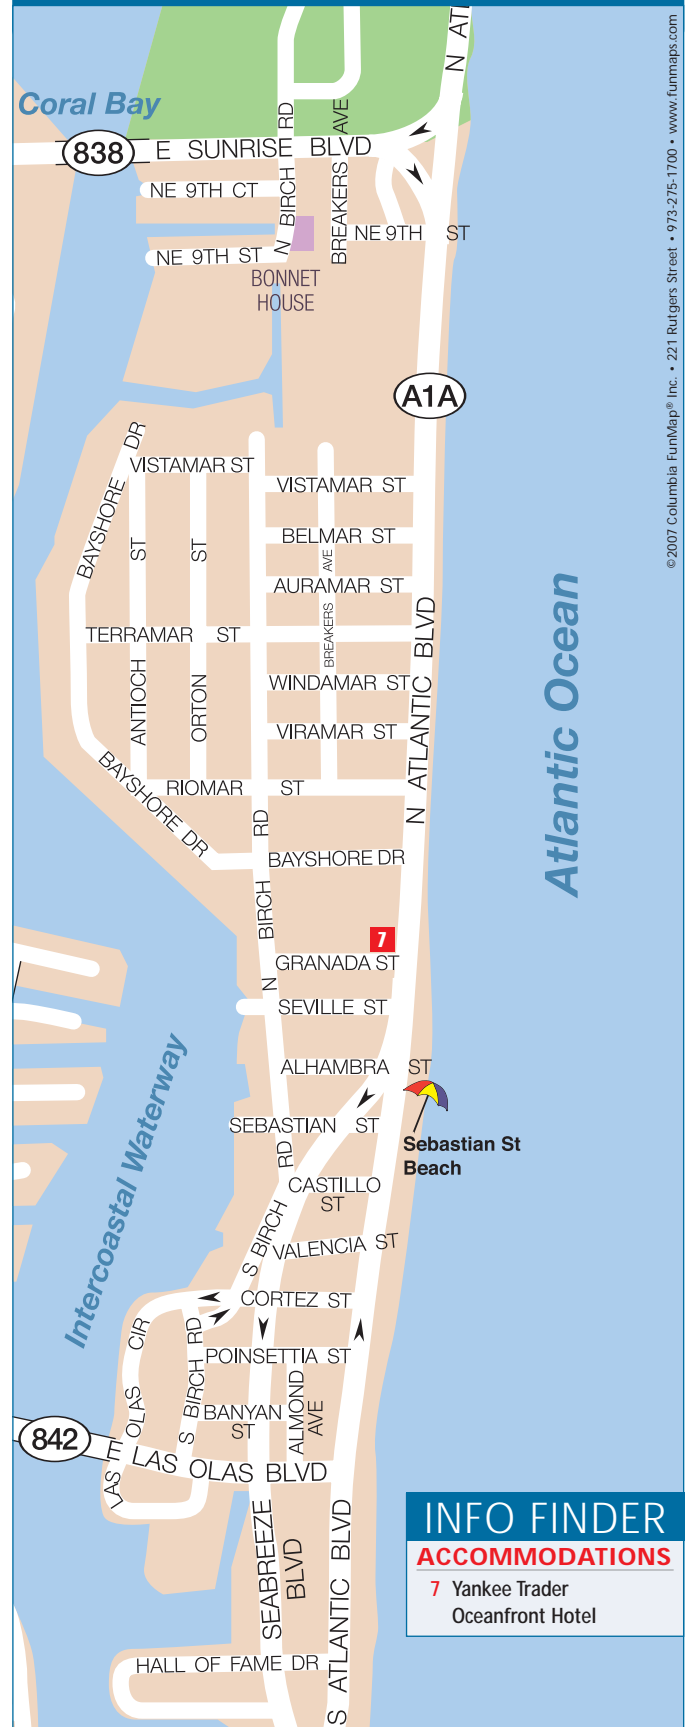 N ATL
©2007 Columbia FunMap® Inc. • 221 Rutgers Street • 973-275-1700 • www.funmaps.com
Coral Bay
838
E SUNRISE BLVD
N BIRCH RD
BREAKERS AVE
NE 9TH CT
NE 9TH ST
NE 9TH ST
BONNET
HOUSE
A1A
BAYSHORE DR
VISTAMAR ST
VISTAMAR ST
BELMAR ST
ANTIOCH ST
ORTON ST
BREAKERS AVE
AURAMAR ST
TERRAMAR ST
N ATLANTIC BLVD
Atlantic Ocean
WINDAMAR ST
VIRAMAR ST
RIOMAR ST
BAYSHORE DR
BAYSHORE DR
N BIRCH RD
7
GRANADA ST
SEVILLE ST
ALHAMBRA ST
SEBASTIAN ST
Sebastian St
Beach
RD
CASTILLO
ST
Intercoastal Waterway
S BIRCH
VALENCIA ST
CORTEZ ST
LAS OLAS CIR
S BIRCH RD
POINSETTIA ST
BANYAN
ST
ALMOND
AVE
842
E LAS OLAS BLVD
SEABREEZE
BLVD
S ATLANTIC BLVD
HALL OF FAME DR
INFO FINDER
ACCOMMODATIONS
7 Yankee Trader
Oceanfront Hotel